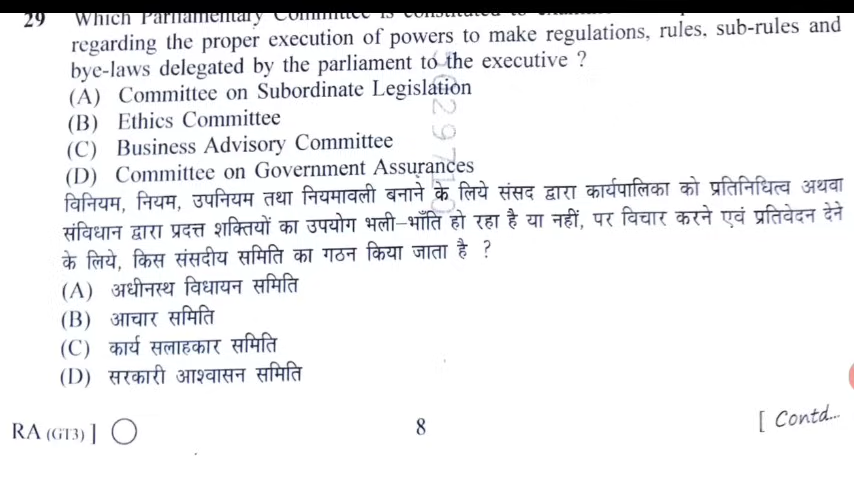 29 Which Parliamentary Committee is constituted to
regarding the proper execution of powers to make regulations, rules, sub-rules and
bye-laws delegated by the parliament to the executive ?
(A) Committee on Subordinate Legislation
(B) Ethics Committee
(C) Business Advisory Committee
(D) Committee on Government Assurances
विनियम, नियम, उपनियम तथा नियमावली बनाने के लिये संसद द्वारा कार्यपालिका को प्रतिनिधित्व अथवा
संविधान द्वारा प्रदत्त शक्तियों का उपयोग भली-भाँति हो रहा है या नहीं, पर विचार करने एवं प्रतिवेदन देने
के लिये, किस संसदीय समिति का गठन किया जाता है ?
(A) अधीनस्थ विधायन समिति
(B) आचार समिति
(C) कार्य सलाहकार समिति
(D) सरकारी आश्वासन समिति
RA (GT3) ] 8 [ Contd...